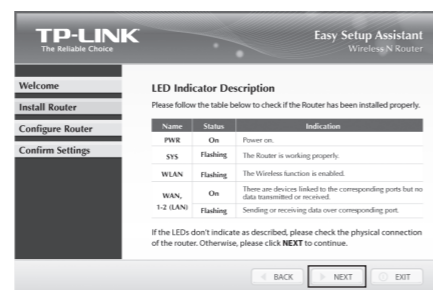 TP-LINK
The Reliable Choice
Easy Setup Assistant
Wireless N Router
Welcome
Install Router
Configure Router
Confirm Settings
LED Indicator Description
Please follow the table below to check if the Router has been installed properly.
Name Status Indication
PWR On Power on.
SYS Flashing The Router is working properly.
WLAN Flashing The Wireless function is enabled.
WAN, 1-2 (LAN) On There are devices linked to the corresponding ports but no
data transmitted or received.
Flashing Sending or receiving data over corresponding port.
If the LEDs don't indicate as described, please check the physical connection
of the router. Otherwise, please click NEXT to continue.
BACK NEXT EXIT